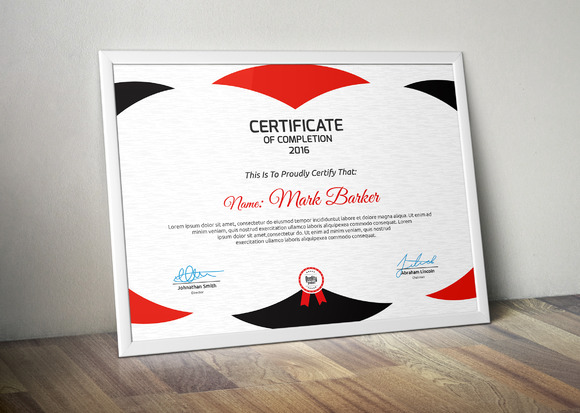 CERTIFICATE
OF COMPLETION
2016
This Is To Proudly Certify That:
Name: Mark Barker
Lorem ipsum dolor sit amet, consectetur do eiusmod tempor incididunt labore et dolore magna aliqua. Ut enim ad
minim veniam, quis nostrud exercitation ullamco laboris aliquipexea commodo consequat. Lorem
ipsum dolor sit amet,consectetur do. Ut enim ad minim veniam, quis nostrud
exercitation ullamco laboris aliquipexea commodo consequat.
Johnathan Smith
Director
Abraham Lincoln
Chairman